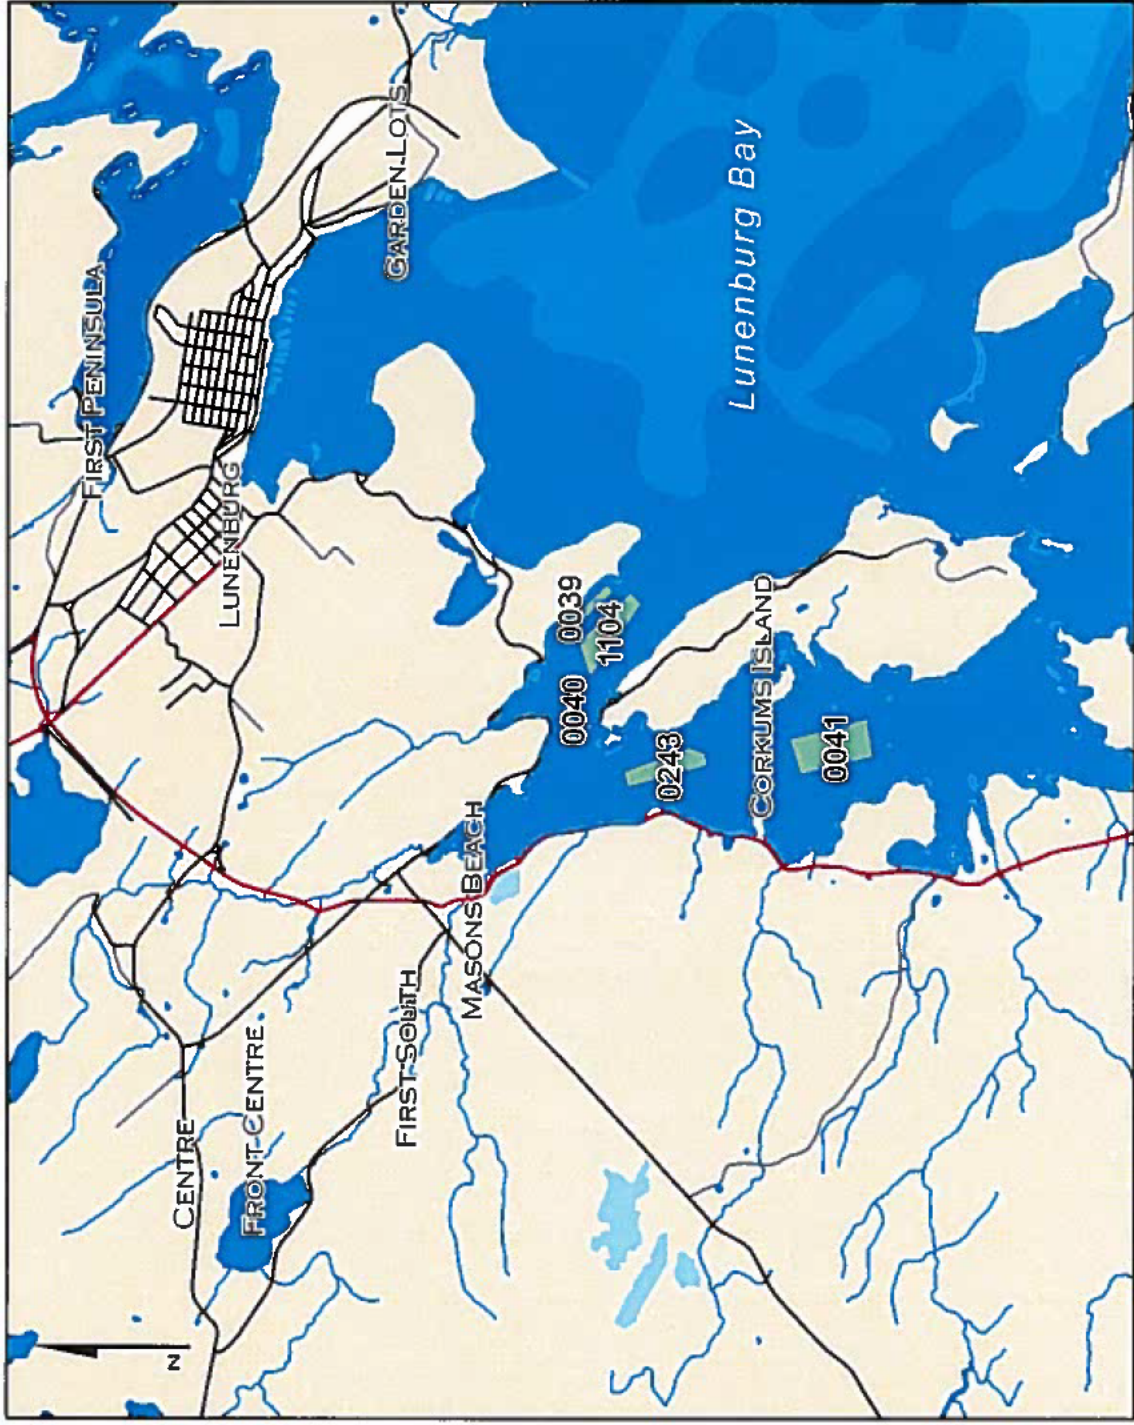 FIRST PENINSULA
GARDEN LOTS
LUNENBURG
Lunenburg Bay
0039
1104
0040
0243
CORKUMS ISLAND
0041
MASONS BEACH
FIRST SOUTH
FRONT CENTRE
CENTRE
N